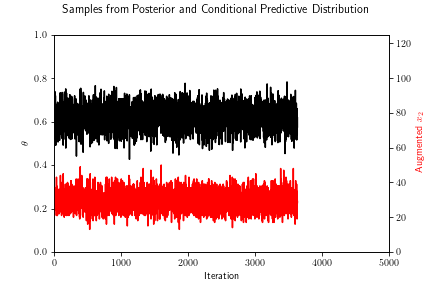 Samples from Posterior and Conditional Predictive Distribution
1.0
0.8
0.6
0.4
0.2
0.0
θ
120
100
80
60
40
20
0
Augmented x₂
0 1000 2000 3000 4000 5000
Iteration